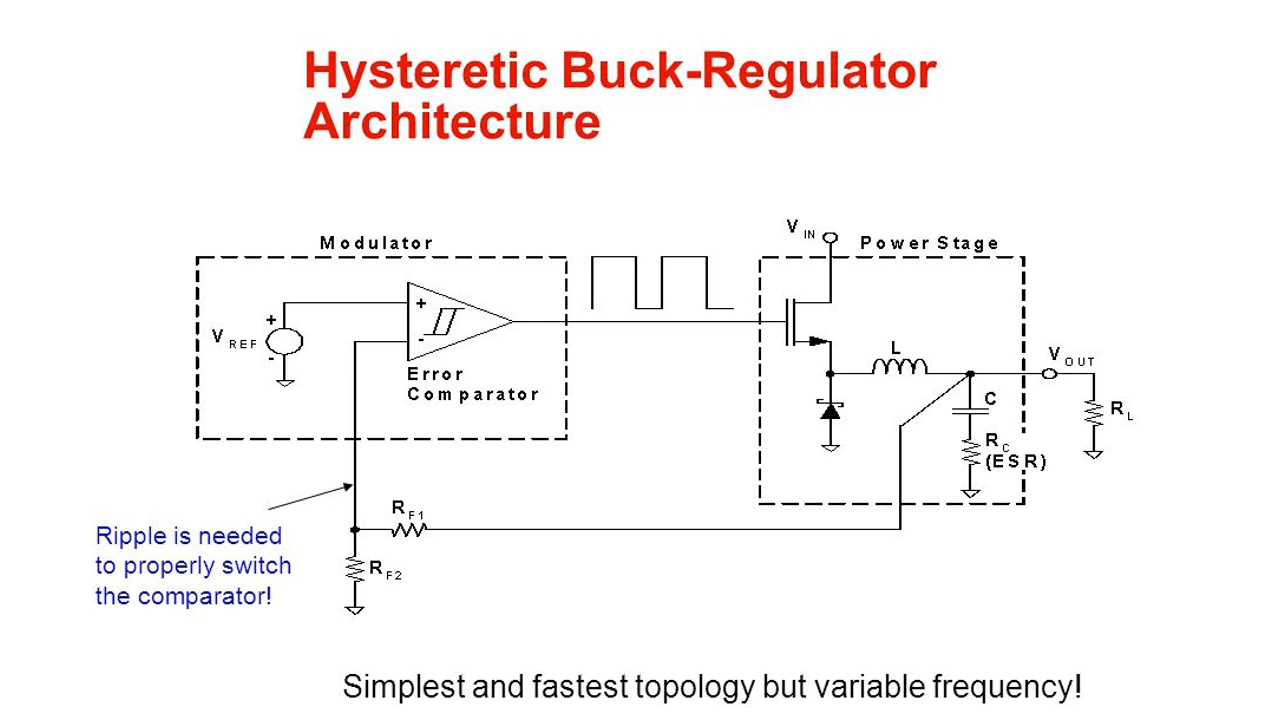 Hysteretic Buck-Regulator
Architecture
Modulator
V IN
Power Stage
+
V REF
-
+
-
Error
Comparator
L
V OUT
C
R L
R C
(ESR)
R F1
Ripple is needed
to properly switch
the comparator!
R F2
Simplest and fastest topology but variable frequency!